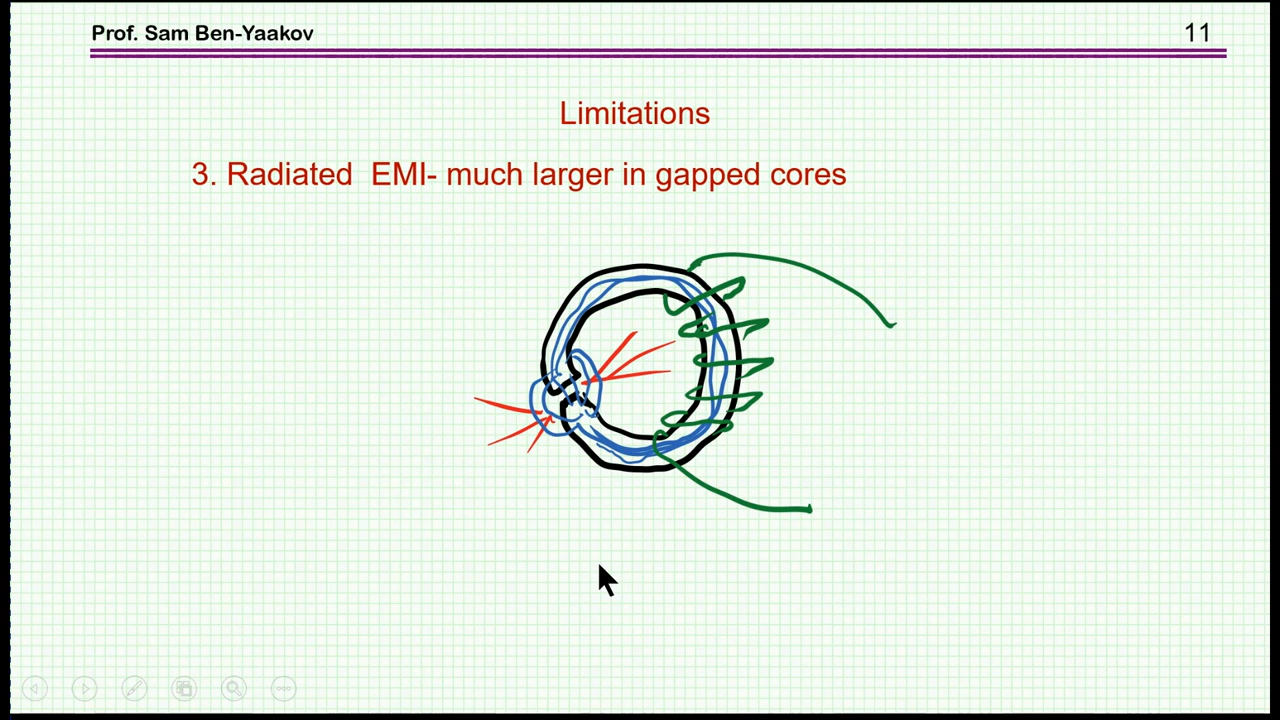 Prof. Sam Ben-Yaakov 11
Limitations
3. Radiated EMI- much larger in gapped cores